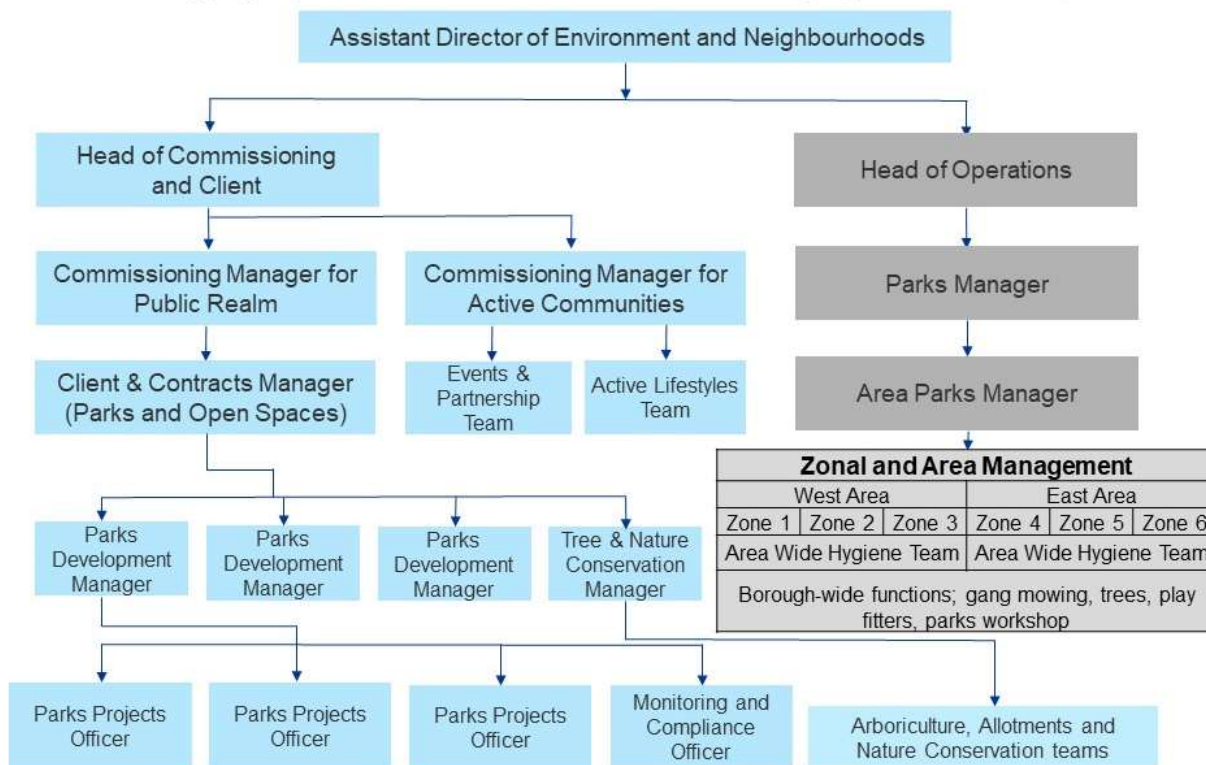 Assistant Director of Environment and Neighbourhoods
Head of Commissioning
and Client
Head of Operations
Commissioning Manager for
Public Realm
Commissioning Manager for
Active Communities
Parks Manager
Client & Contracts Manager
(Parks and Open Spaces)
Events &
Partnership
Team
Active Lifestyles
Team
Area Parks Manager
Zonal and Area Management
West Area East Area
Zone 1 Zone 2 Zone 3 Zone 4 Zone 5 Zone 6
Area Wide Hygiene Team Area Wide Hygiene Team
Borough-wide functions; gang mowing, trees, play
fitters, parks workshop
Parks
Development
Manager
Parks
Development
Manager
Parks
Development
Manager
Tree & Nature
Conservation
Manager
Parks Projects
Officer
Parks Projects
Officer
Parks Projects
Officer
Monitoring and
Compliance
Officer
Arboriculture, Allotments and
Nature Conservation teams